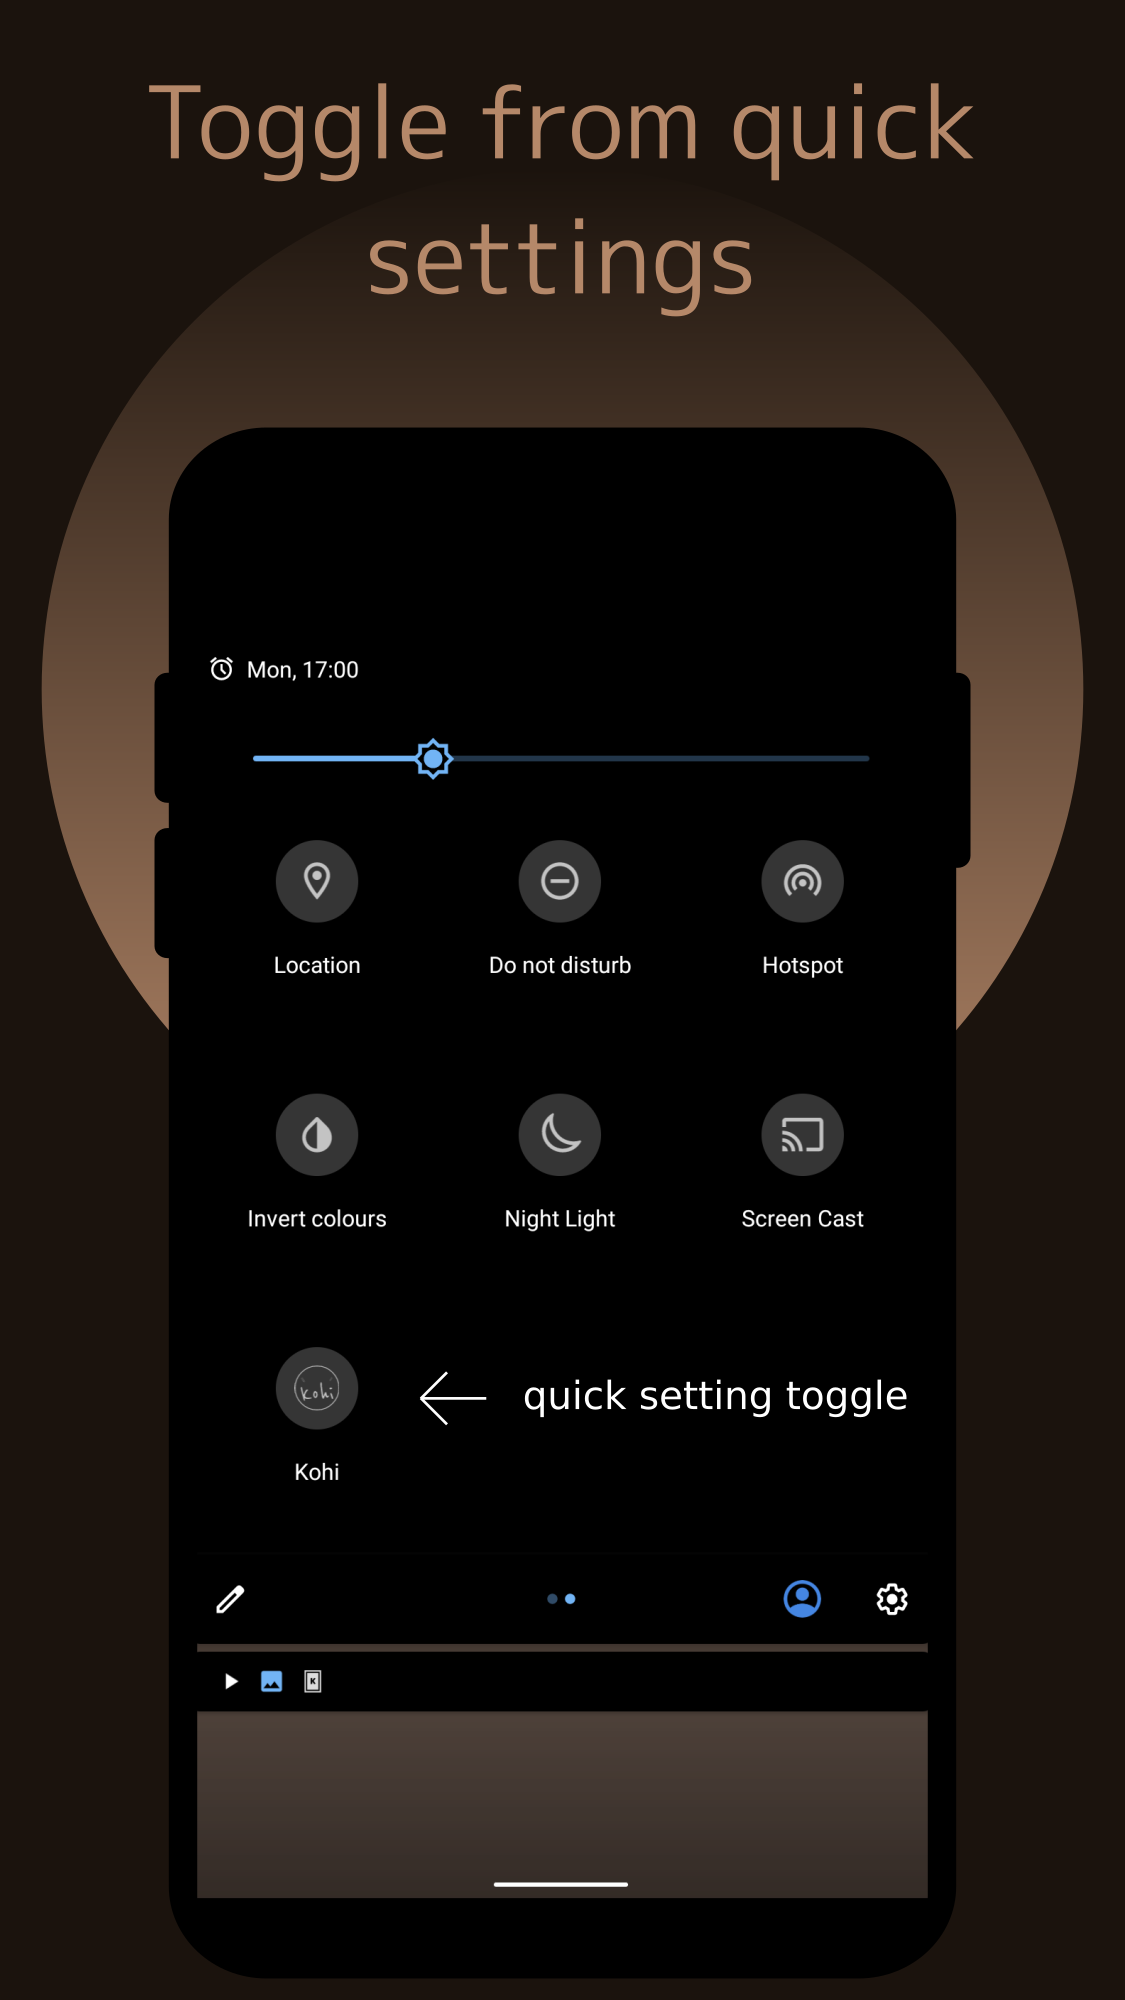 Toggle from quick
settings
Mon, 17:00
Location
Do not disturb
Hotspot
Invert colours
Night Light
Screen Cast
kohi
quick setting toggle
Kohi
K